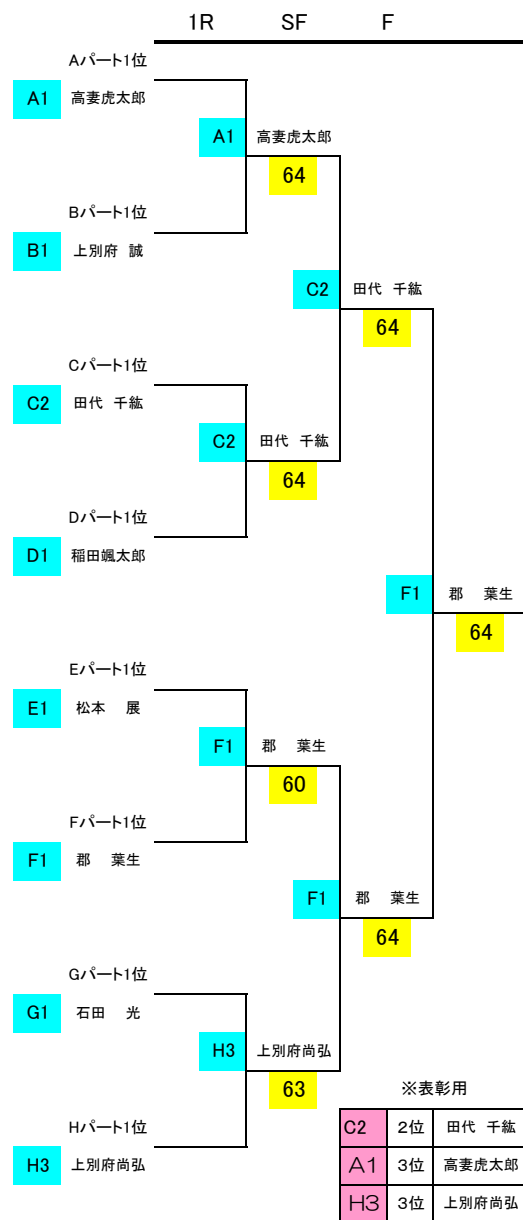 1R SF F
Aパート1位
A1 高妻虎太郎
A1 高妻虎太郎
64
Bパート1位
B1 上別府 誠
C2 田代 千紘
64
Cパート1位
C2 田代 千紘
C2 田代 千紘
64
Dパート1位
D1 稲田颯太郎
F1 郡 葉生
64
Eパート1位
E1 松本 展
F1 郡 葉生
60
Fパート1位
F1 郡 葉生
F1 郡 葉生
64
Gパート1位
G1 石田 光
H3 上別府尚弘
63
Hパート1位
H3 上別府尚弘
※表彰用
C2 2位 田代 千紘
A1 3位 高妻虎太郎
H3 3位 上別府尚弘